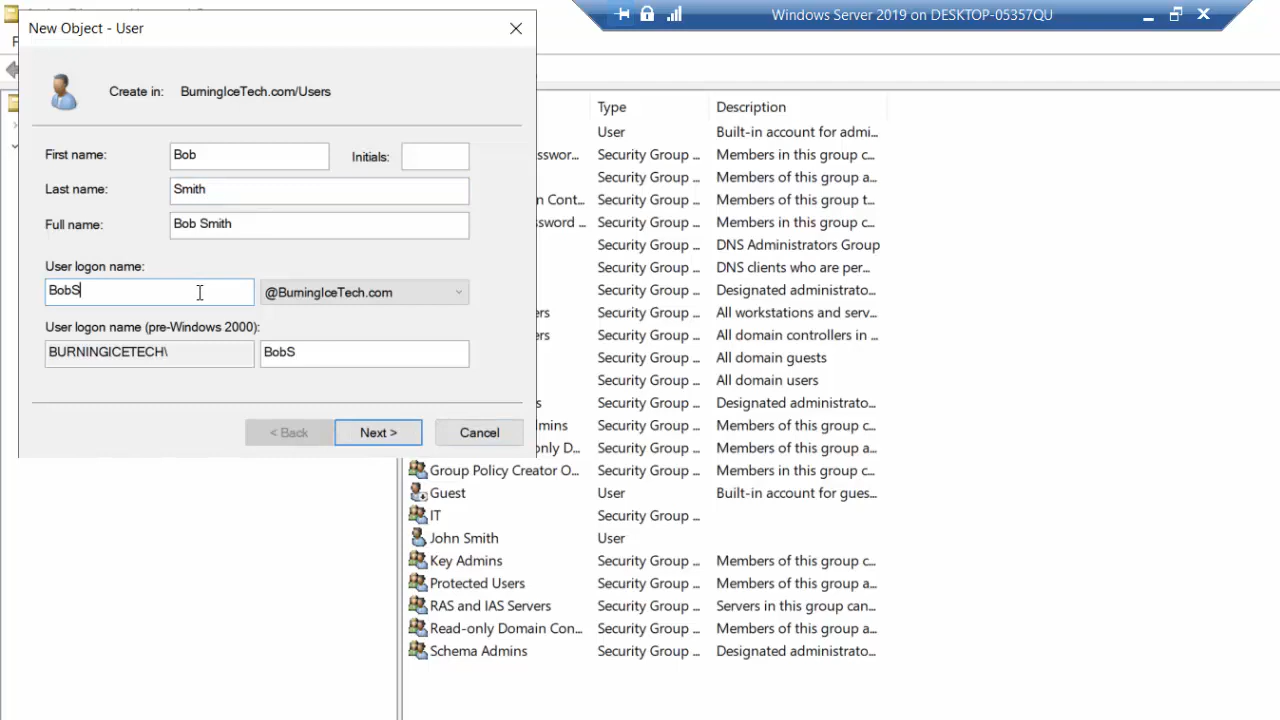 New Object - User
Windows Server 2019 on DESKTOP-05357QU
Create in: BurningIceTech.com/Users
First name: Bob Initials:
Last name: Smith
Full name: Bob Smith
User logon name:
BobS @BurningIceTech.com
User logon name (pre-Windows 2000):
BURNINGICETECH\ BobS
< Back Next > Cancel
Type Description
User Built-in account for admi...
sswor... Security Group ... Members in this group c...
Security Group ... Members of this group a...
n Cont... Security Group ... Members of this group t...
ssword ... Security Group ... Members in this group c...
Security Group ... DNS Administrators Group
Security Group ... DNS clients who are per...
Security Group ... Designated administrato...
ers Security Group ... All workstations and serv...
ers Security Group ... All domain controllers in ...
Security Group ... All domain guests
Security Group ... All domain users
s Security Group ... Designated administrato...
dmins Security Group ... Members of this group c...
only D... Security Group ... Members of this group a...
Group Policy Creator O... Security Group ... Members in this group c...
Guest User Built-in account for gues...
IT Security Group ...
John Smith User
Key Admins Security Group ... Members of this group c...
Protected Users Security Group ... Members of this group a...
RAS and IAS Servers Security Group ... Servers in this group can...
Read-only Domain Con... Security Group ... Members of this group a...
Schema Admins Security Group ... Designated administrato...